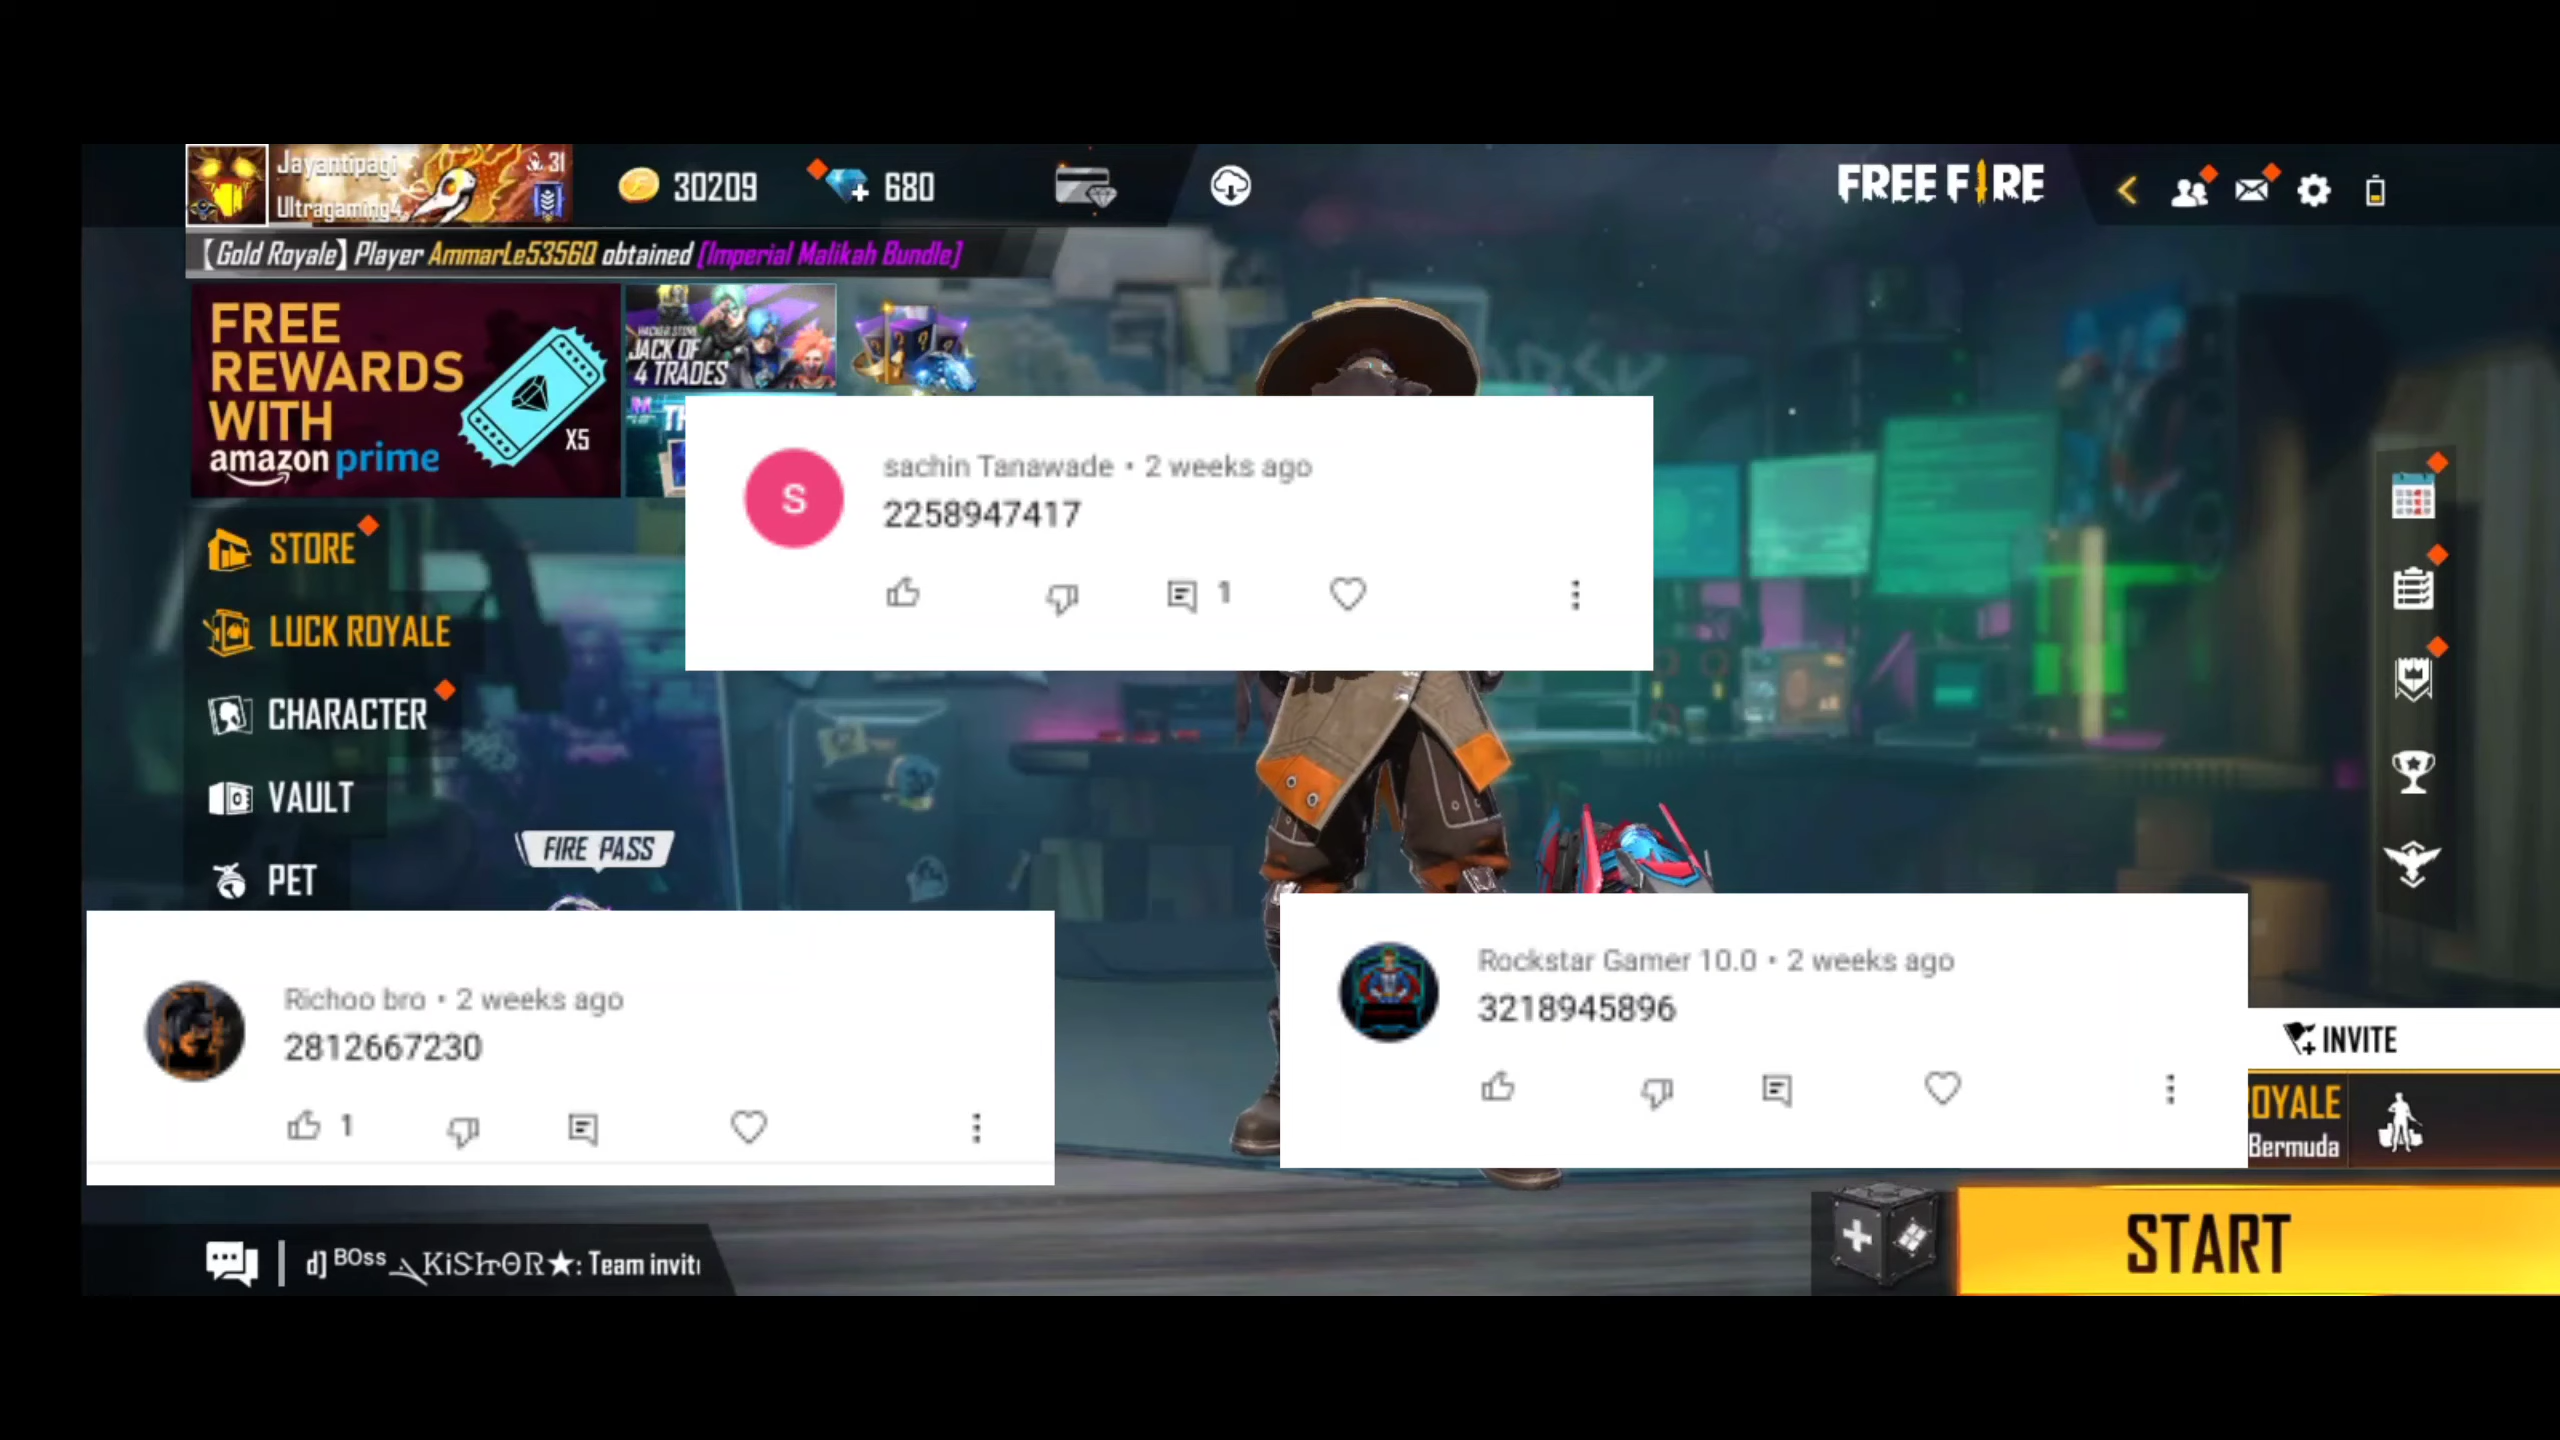 Jayantipagi
31
Ultragaming4
30209
680
FREE FIRE
【Gold Royale】Player AmmarLe5356Q obtained [Imperial Malikah Bundle]
FREE
REWARDS
WITH
amazon prime
X5
HACKER STORE
JACK OF
4 TRADES
S
sachin Tanawade • 2 weeks ago
2258947417
1
STORE
LUCK ROYALE
CHARACTER
VAULT
PET
FIRE PASS
Richoo bro • 2 weeks ago
2812667230
1
Rockstar Gamer 10.0 • 2 weeks ago
3218945896
INVITE
OYALE
Bermuda
START
: Team invit